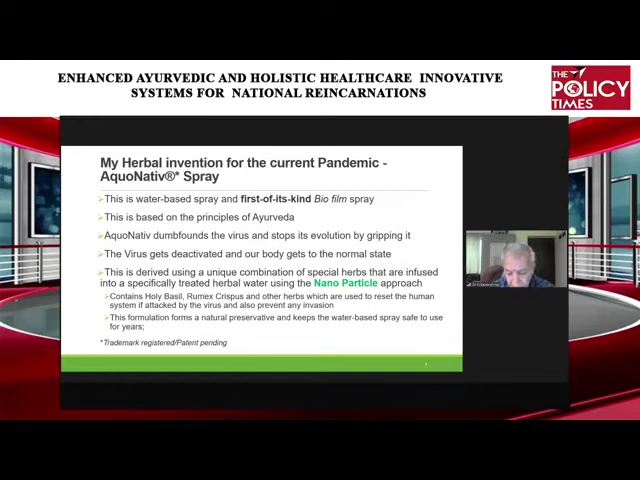 ENHANCED AYURVEDIC AND HOLISTIC HEALTHCARE INNOVATIVE
SYSTEMS FOR NATIONAL REINCARNATIONS
THE
POLICY
TIMES
My Herbal invention for the current Pandemic -
AquoNativ®* Spray
This is water-based spray and first-of-its-kind Bio film spray
This is based on the principles of Ayurveda
AquoNativ dumbfounds the virus and stops its evolution by gripping it
The Virus gets deactivated and our body gets to the normal state
This is derived using a unique combination of special herbs that are infused
into a specifically treated herbal water using the Nano Particle approach
Contains Holy Basil, Rumex Crispus and other herbs which are used to reset the human
system if attacked by the virus and also prevent any invasion
This formulation forms a natural preservative and keeps the water-based spray safe to use
for years;
*Trademark registered/Patent pending